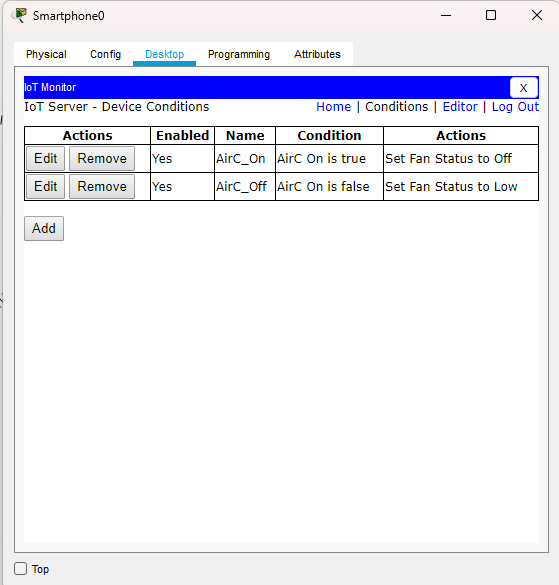 Smartphone0
Physical Config Desktop Programming Attributes
IoT Monitor X
IoT Server - Device Conditions Home | Conditions | Editor | Log Out
Actions Enabled Name Condition Actions
Edit Remove Yes AirC_On AirC On is true Set Fan Status to Off
Edit Remove Yes AirC_Off AirC On is false Set Fan Status to Low
Add
Top